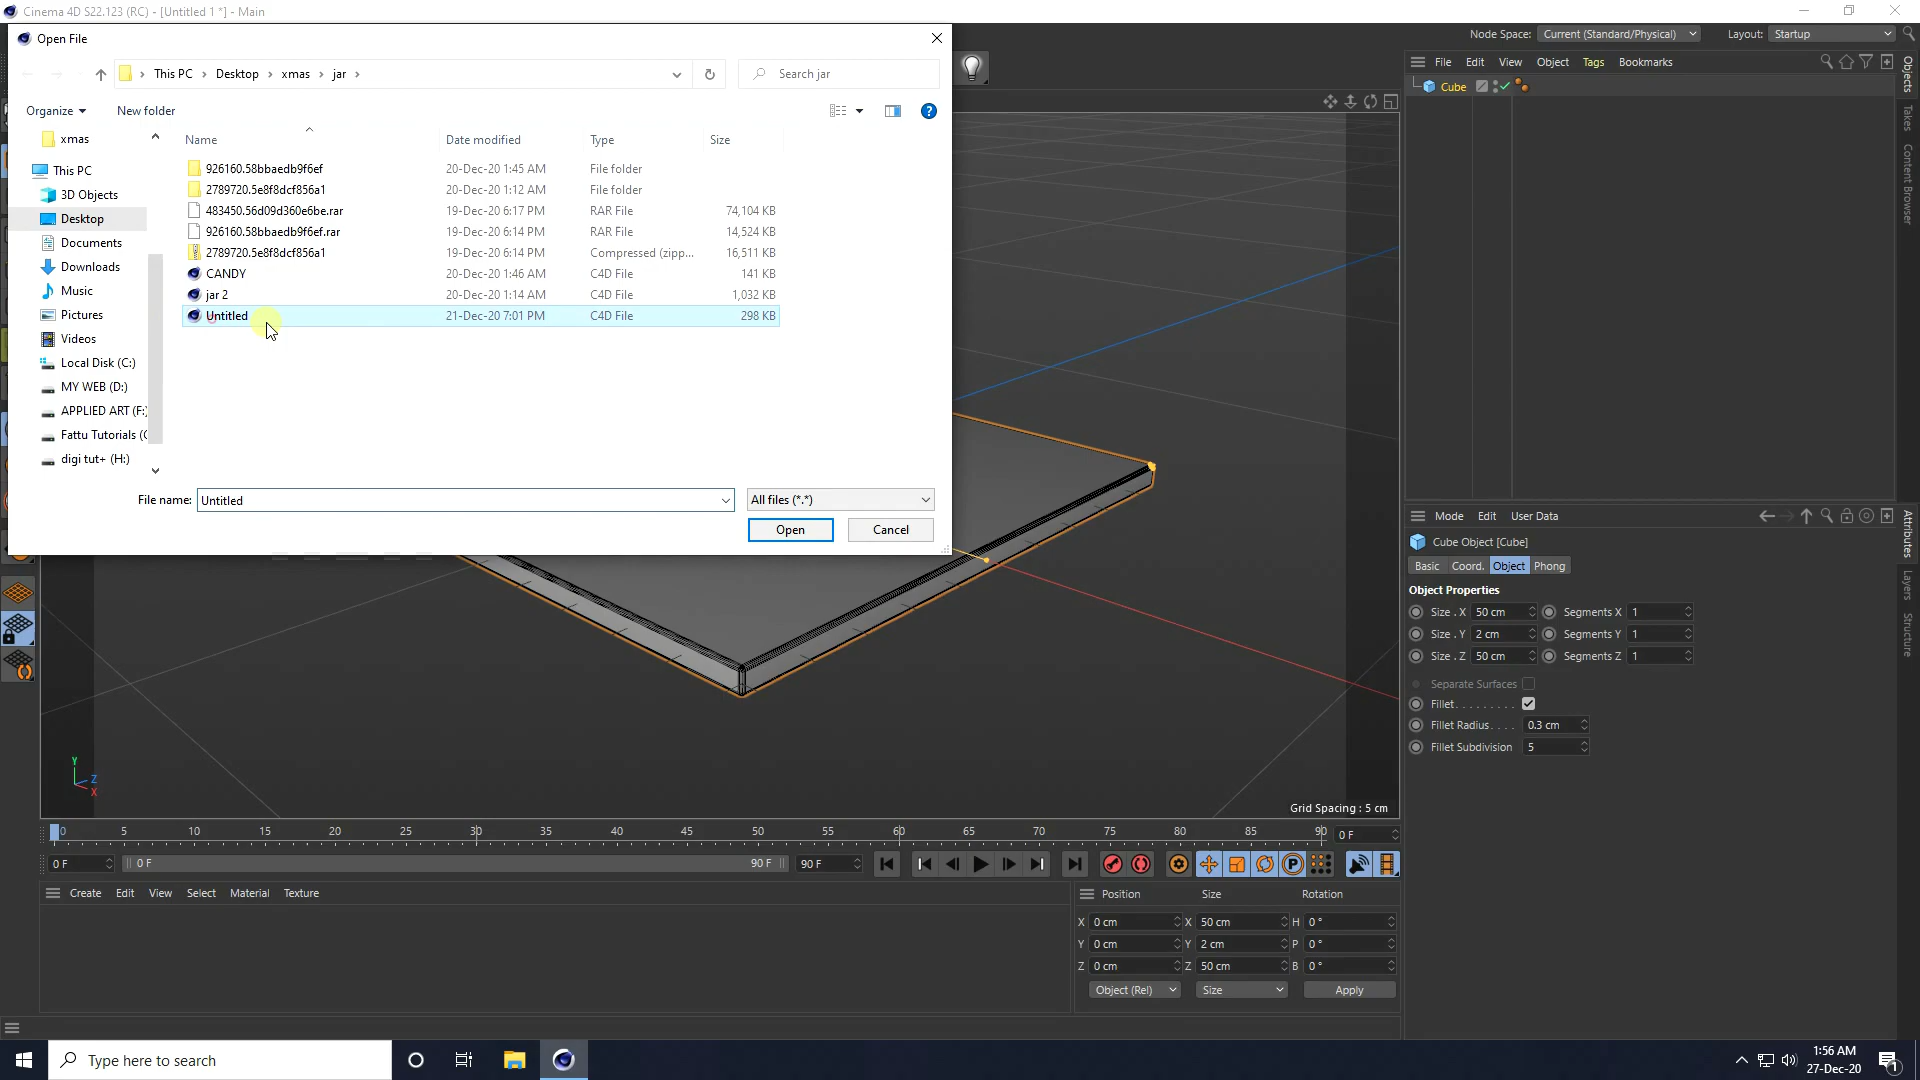 Cinema 4D S22.123 (RC) - [Untitled 1 *] - Main
Node Space: Current (Standard/Physical) Layout: Startup
Open File
This PC > Desktop > xmas > jar >
Search jar
Organize New folder
Name Date modified Type Size
926160.58bbaedb9f6ef 20-Dec-20 1:45 AM File folder
2789720.5e8f8dcf856a1 20-Dec-20 1:12 AM File folder
483450.56d09d360e6be.rar 19-Dec-20 6:17 PM RAR File 74,104 KB
926160.58bbaedb9f6ef.rar 19-Dec-20 6:14 PM RAR File 14,524 KB
2789720.5e8f8dcf856a1 19-Dec-20 6:14 PM Compressed (zipp... 16,511 KB
CANDY 20-Dec-20 1:46 AM C4D File 141 KB
jar 2 20-Dec-20 1:14 AM C4D File 1,032 KB
Untitled 21-Dec-20 7:01 PM C4D File 298 KB
xmas
This PC
3D Objects
Desktop
Documents
Downloads
Music
Pictures
Videos
Local Disk (C:)
MY WEB (D:)
APPLIED ART (F:)
Fattu Tutorials (
digi tut+ (H:)
File name: Untitled All files (*.*)
Open Cancel
File Edit View Object Tags Bookmarks
Cube
Objects
Takes
Content Browser
Mode Edit User Data
Cube Object [Cube]
Basic Coord. Object Phong
Object Properties
Size . X 50 cm Segments X 1
Size . Y 2 cm Segments Y 1
Size . Z 50 cm Segments Z 1
Separate Surfaces
Fillet. . . . . . . . .
Fillet Radius. . . . 0.3 cm
Fillet Subdivision 5
Attributes
Layers
Structure
Y
Z
X
Grid Spacing : 5 cm
0 5 10 15 20 25 30 35 40 45 50 55 60 65 70 75 80 85 90 0 F
0 F 0 F 90 F 90 F
P
Create Edit View Select Material Texture
Position Size Rotation
X 0 cm X 50 cm H 0 °
Y 0 cm Y 2 cm P 0 °
Z 0 cm Z 50 cm B 0 °
Object (Rel) Size Apply
Type here to search
1:56 AM
27-Dec-20
1